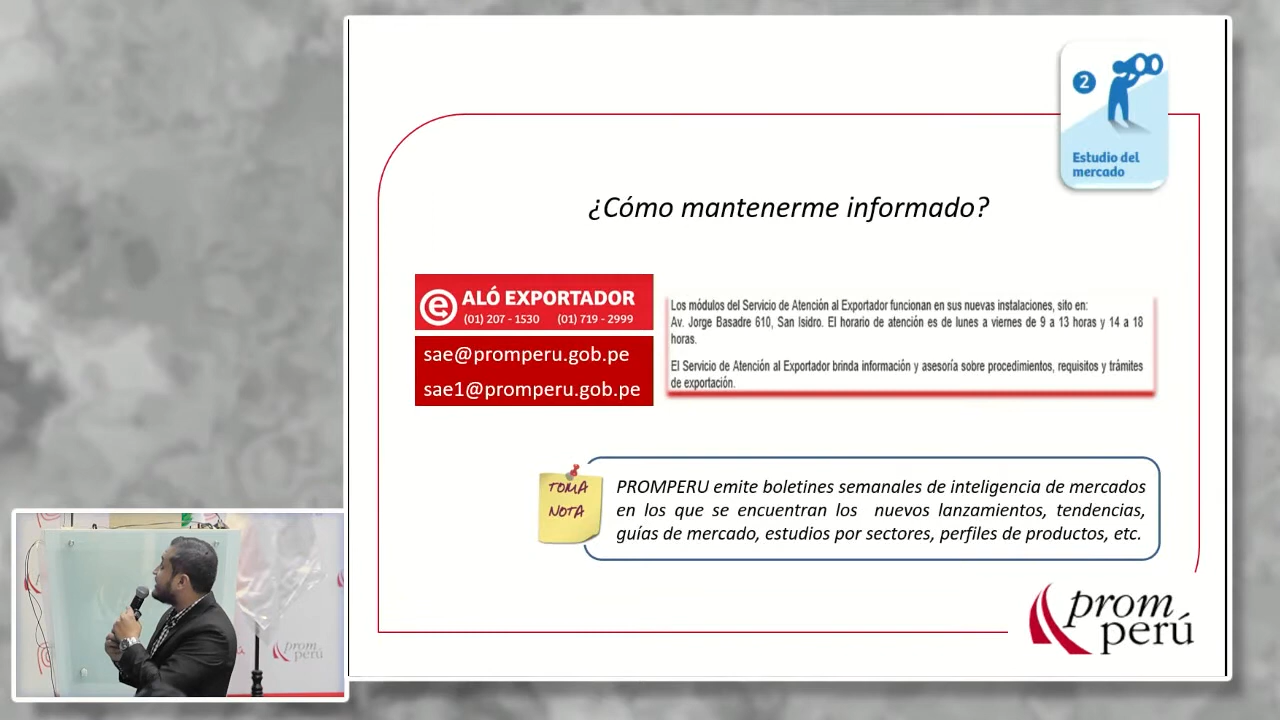 2
Estudio del
mercado
¿Cómo mantenerme informado?
ALÓ EXPORTADOR
(01) 207 - 1530 (01) 719 - 2999
sae@promperu.gob.pe
sae1@promperu.gob.pe
Los módulos del Servicio de Atención al Exportador funcionan en sus nuevas instalaciones, sito en:
Av. Jorge Basadre 610, San Isidro. El horario de atención es de lunes a viernes de 9 a 13 horas y 14 a 18
horas.
El Servicio de Atención al Exportador brinda información y asesoría sobre procedimientos, requisitos y trámites
de exportación.
TOMA
NOTA
PROMPERU emite boletines semanales de inteligencia de mercados
en los que se encuentran los nuevos lanzamientos, tendencias,
guías de mercado, estudios por sectores, perfiles de productos, etc.
prom
perú
prom
perú